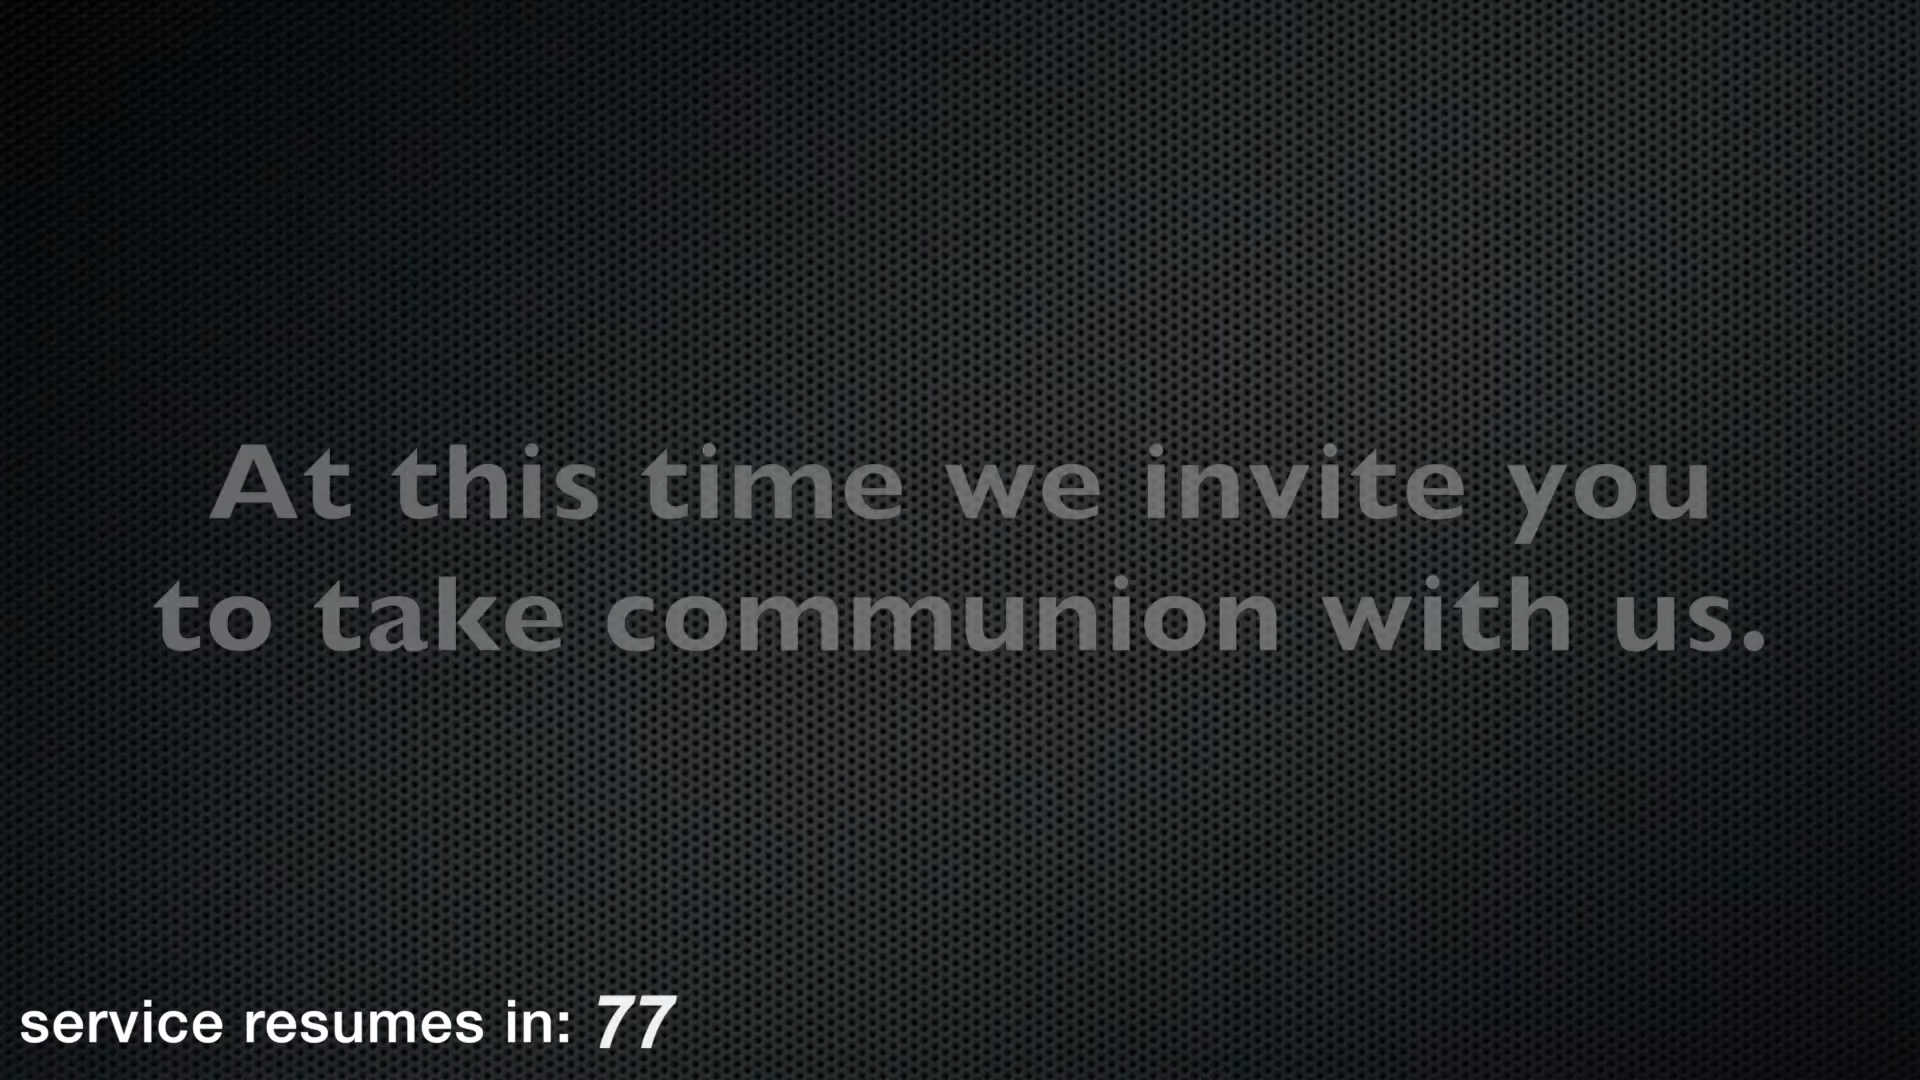 At this time we invite you
to take communion with us.
service resumes in: 77